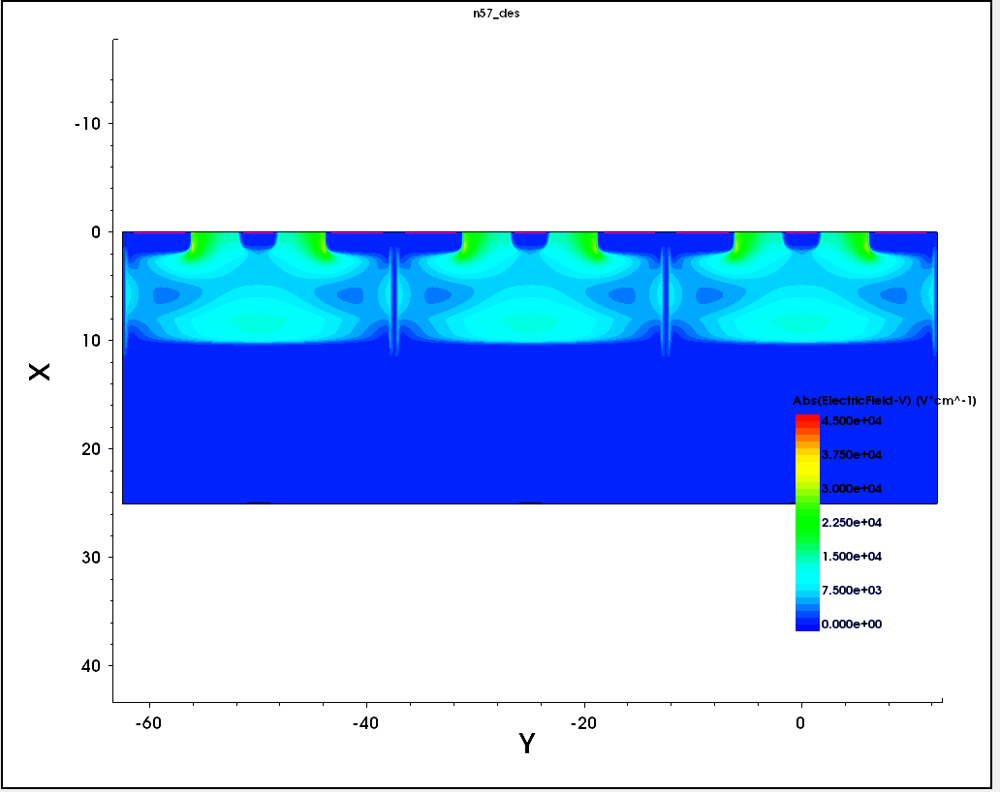 n57_des
-10
0
10
X
Abs(ElectricField-V) (V*cm^-1)
4.500e+04
3.750e+04
20
3.000e+04
2.250e+04
30
1.500e+04
7.500e+03
0.000e+00
40
-60
-40
-20
0
Y